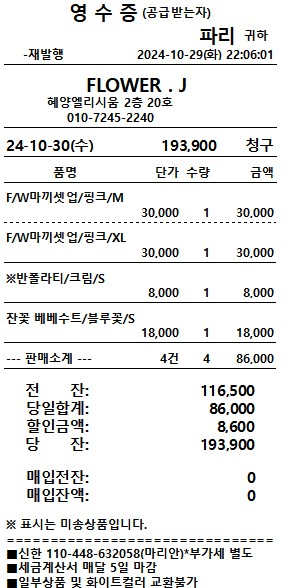 영 수 증 (공급받는자)
파리 귀하
-재발행 2024-10-29(화) 22:06:01
FLOWER . J
혜양엘리시움 2층 20호
010-7245-2240
24-10-30(수) 193,900 청구
품명 단가 수량 금액
F/W마끼셋업/핑크/M
30,000 1 30,000
F/W마끼셋업/핑크/XL
30,000 1 30,000
※반폴라티/크림/S
8,000 1 8,000
잔꽃 베베수트/블루꽃/S
18,000 1 18,000
--- 판매소계 --- 4건 4 86,000
전 잔: 116,500
당일합계: 86,000
할인금액: 8,600
당 잔: 193,900
매입전잔: 0
매입잔액: 0
※ 표시는 미송상품입니다.
================================
■신한 110-448-632058(마리안)*부가세 별도
■세금계산서 매달 5일 마감
■일부상품 및 화이트컬러 교환불가